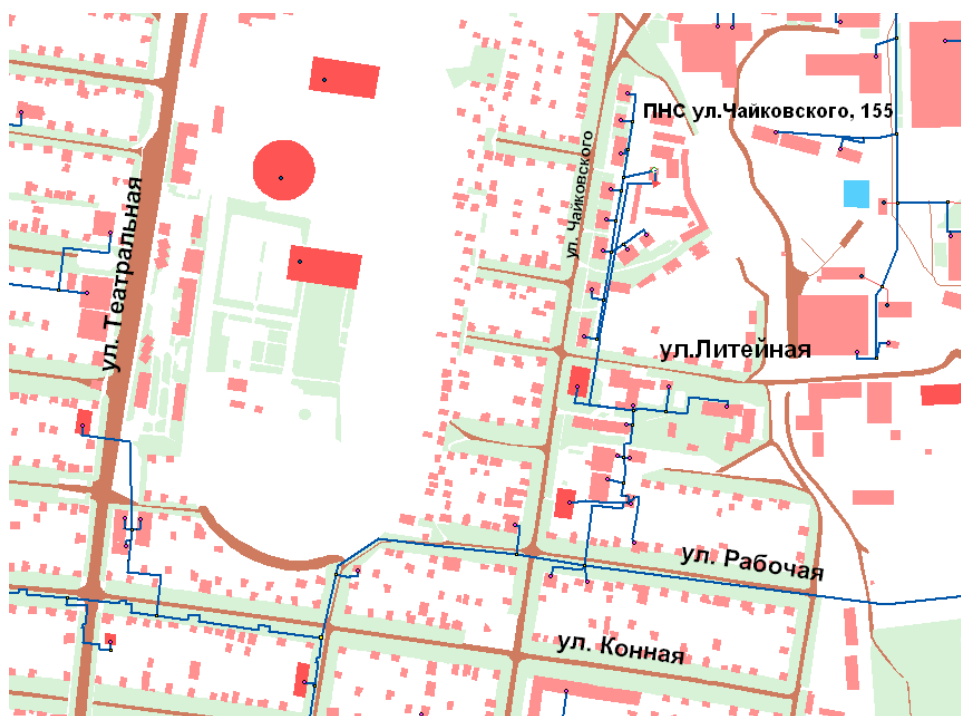 ПНС ул.Чайковского, 155
ул. Чайковского
ул. Театральная
ул.Литейная
ул. Рабочая
ул. Конная